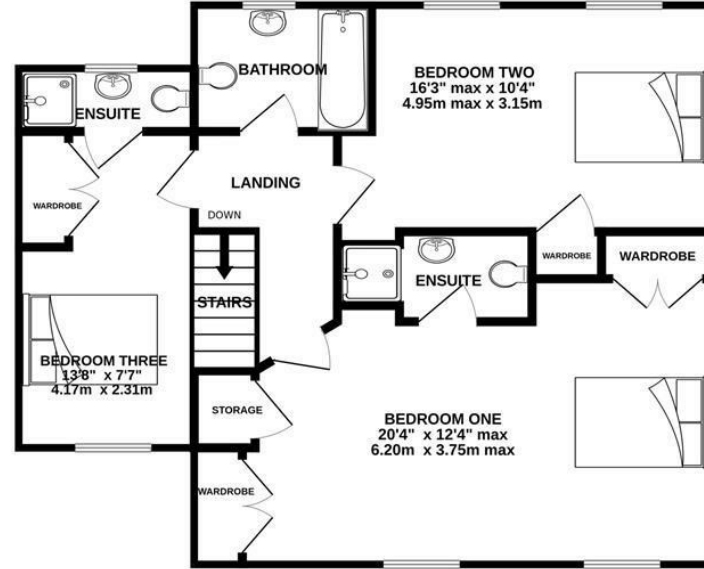 BATHROOM
BEDROOM TWO
16'3" max x 10'4"
4.95m max x 3.15m
ENSUITE
LANDING
WARDROBE
DOWN
WARDROBE
WARDROBE
ENSUITE
STAIRS
BEDROOM THREE
13'8" x 7'7"
4.17m x 2.31m
STORAGE
BEDROOM ONE
20'4" x 12'4" max
6.20m x 3.75m max
WARDROBE